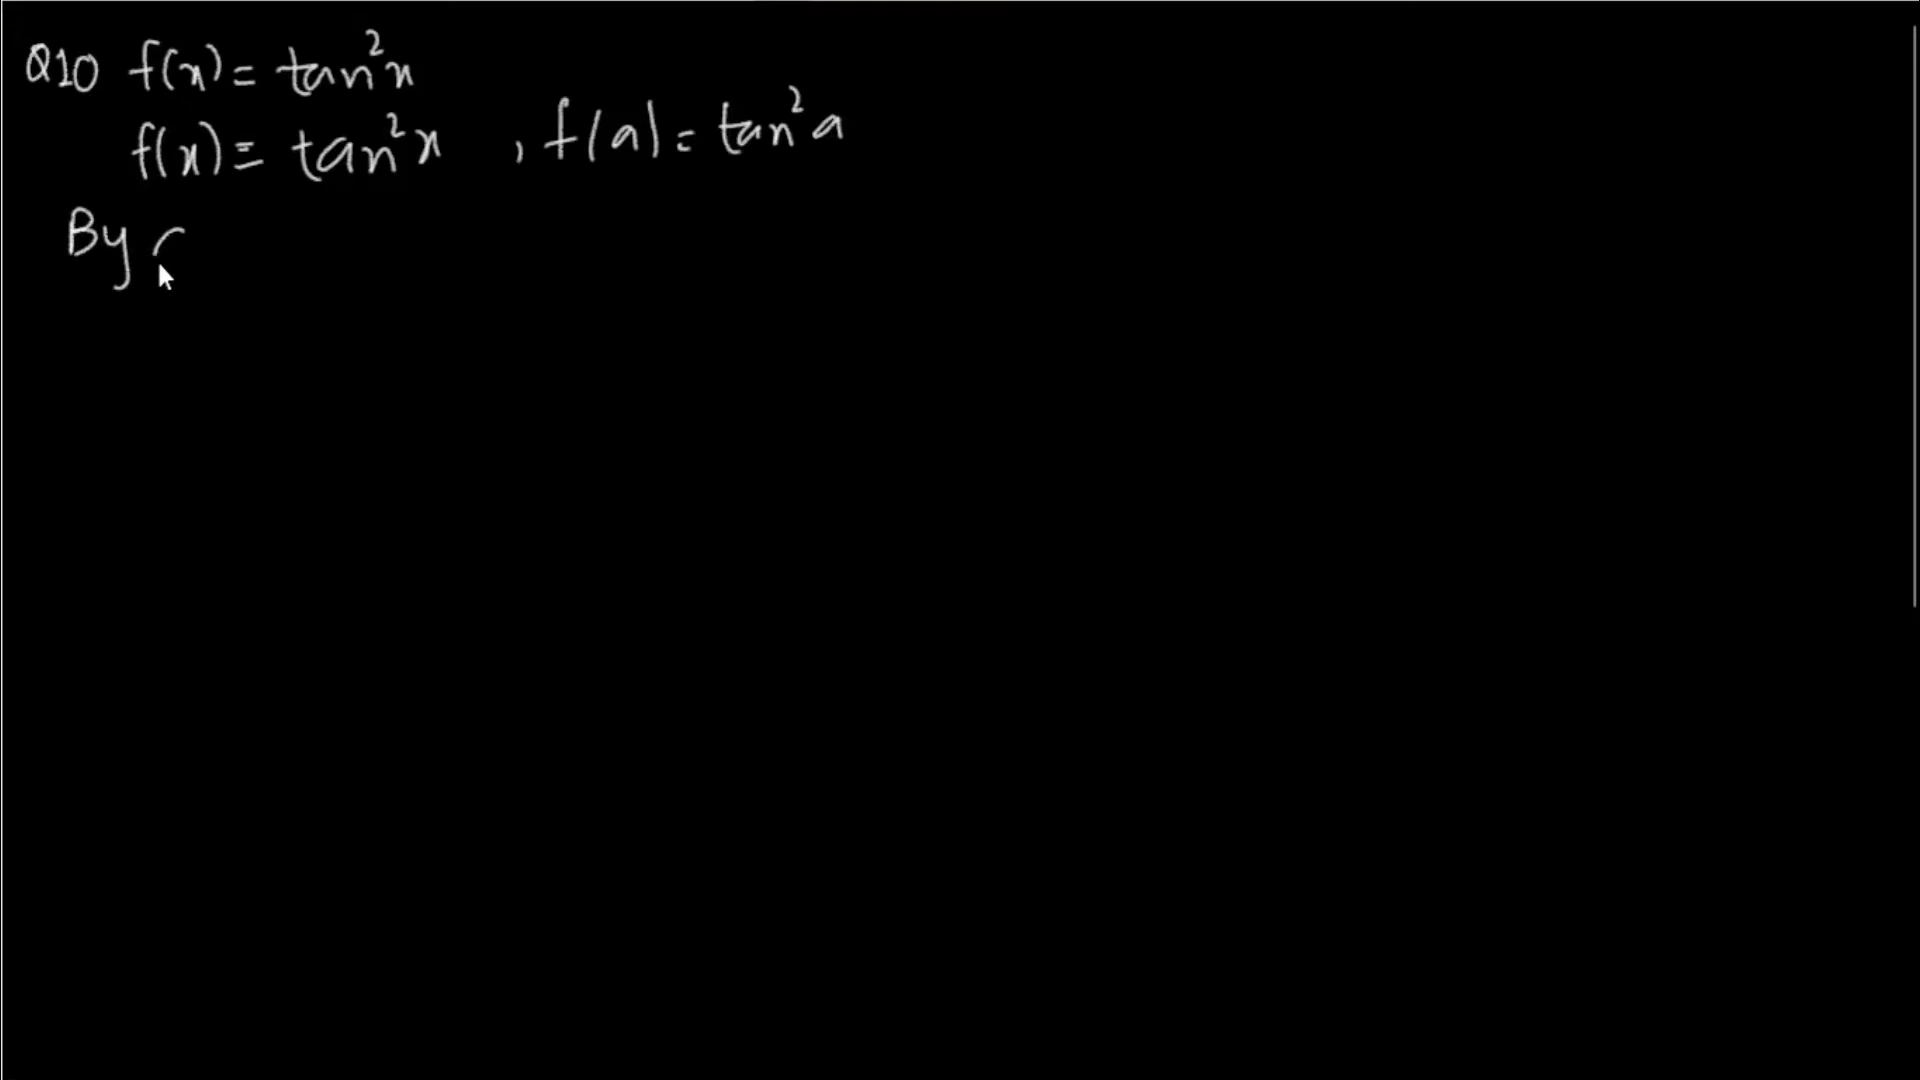 Q10 f(x) = tan²x
f(x) = tan²x , f(a) = tan²a
By